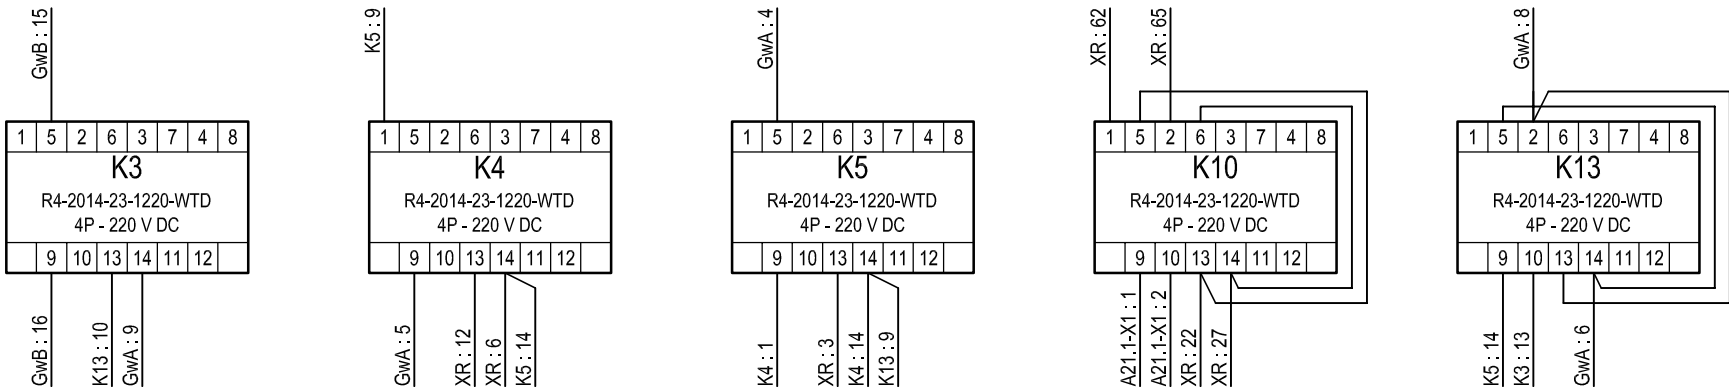 GwB : 15
K5 : 9
GwA : 4
XR : 62
XR : 65
GwA : 8
1 5 2 6 3 7 4 8
K3
R4-2014-23-1220-WTD
4P - 220 V DC
9 10 13 14 11 12
GwB : 16
K13 : 10
GwA : 9
1 5 2 6 3 7 4 8
K4
R4-2014-23-1220-WTD
4P - 220 V DC
9 10 13 14 11 12
GwA : 5
XR : 12
XR : 6
K5 : 14
1 5 2 6 3 7 4 8
K5
R4-2014-23-1220-WTD
4P - 220 V DC
9 10 13 14 11 12
K4 : 1
XR : 3
K4 : 14
K13 : 9
1 5 2 6 3 7 4 8
K10
R4-2014-23-1220-WTD
4P - 220 V DC
9 10 13 14 11 12
A21.1-X1 : 1
A21.1-X1 : 2
XR : 22
XR : 27
1 5 2 6 3 7 4 8
K13
R4-2014-23-1220-WTD
4P - 220 V DC
9 10 13 14 11 12
K5 : 14
K3 : 13
GwA : 6